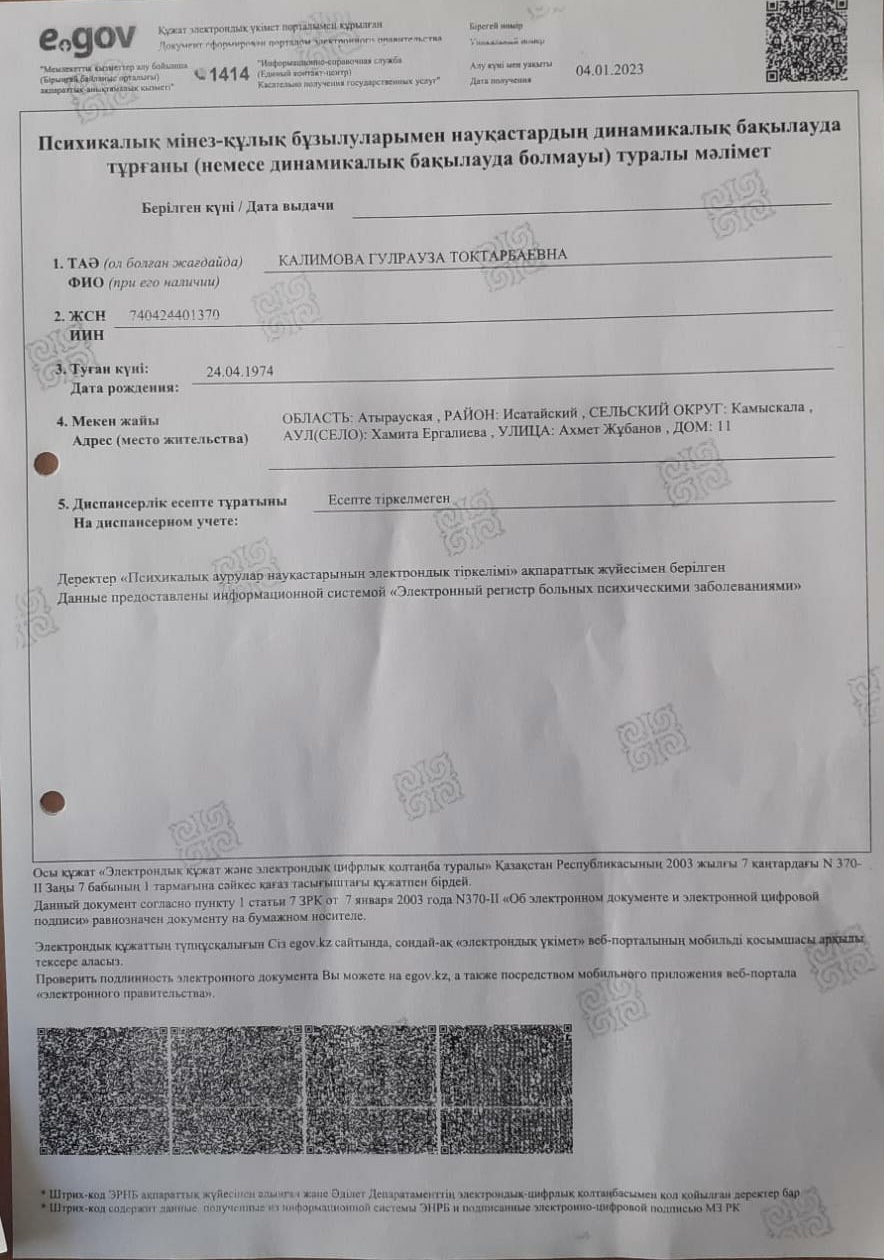 e.gov
Құжат электрондық үкімет порталымен құрылған
Документ сформирован порталом электронного правительства
"Мемлекеттік қызметтер алу бойынша
(Бірыңғай байланыс орталығы)
ақпараттық-анықтамалық қызметі"
1414
"Информационно-справочная служба
(Единый контакт-центр)
Касательно получения государственных услуг"
Бірегей нөмір
Уникальный номер
Алу күні мен уақыты
Дата получения
04.01.2023
Психикалық мінез-құлық бұзылуларымен науқастардың динамикалық бақылауда
тұрғаны (немесе динамикалық бақылауда болмауы) туралы мәлімет
Берілген күні / Дата выдачи
1. ТАӘ (ол болған жағдайда)
ФИО (при его наличии)
КАЛИМОВА ГУЛРАУЗА ТОКТАРБАЕВНА
2. ЖСН
ИИН
740424401370
3. Туған күні:
Дата рождения:
24.04.1974
4. Мекен жайы
Адрес (место жительства)
ОБЛАСТЬ: Атырауская , РАЙОН: Исатайский , СЕЛЬСКИЙ ОКРУГ: Камыскала ,
АУЛ(СЕЛО): Хамита Ергалиева , УЛИЦА: Ахмет Жұбанов , ДОМ: 11
5. Диспансерлік есепте тұратыны
На диспансерном учете:
Есепте тіркелмеген
Деректер «Психикалық аурулар науқастарының электрондық тіркелімі» ақпараттық жүйесімен берілген
Данные предоставлены информационной системой «Электронный регистр больных психическими заболеваниями»
Осы құжат «Электрондық құжат және электрондық цифрлық қолтаңба туралы» Қазақстан Республикасының 2003 жылғы 7 қаңтардағы N 370-
II Заңы 7 бабының 1 тармағына сәйкес қағаз тасығыштағы құжатпен бірдей.
Данный документ согласно пункту 1 статьи 7 ЗРК от 7 января 2003 года N370-II «Об электронном документе и электронной цифровой
подписи» равнозначен документу на бумажном носителе.
Электрондық құжаттың түпнұсқалығын Сіз egov.kz сайтында, сондай-ақ «электрондық үкімет» веб-порталының мобильді қосымшасы арқылы
тексере аласыз.
Проверить подлинность электронного документа Вы можете на egov.kz, а также посредством мобильного приложения веб-портала
«электронного правительства».
* Штрих-код ЭРНБ ақпараттық жүйесінен алынған және Әділет Департаментінің электрондық-цифрлық қолтаңбасымен қол қойылған деректер бар
* Штрих-код содержит данные, полученные из информационной системы ЭНРБ и подписанные электронно-цифровой подписью МЗ РК